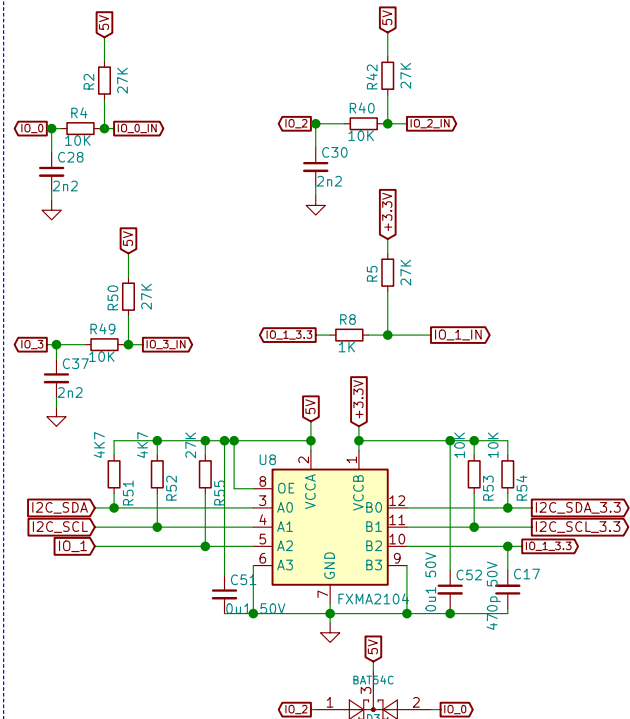 5V
R2
27K
R4
IO_0
IO_0_IN
10K
C28
2n2
5V
R42
27K
R40
IO_2
IO_2_IN
10K
C30
2n2
5V
R50
27K
R49
IO_3
IO_3_IN
10K
C37
2n2
+3.3V
R5
27K
R8
IO_1_3.3
IO_1_IN
1K
5V
+3.3V
4K7
R51
4K7
R52
27K
R55
U8
2
VCCA
1
VCCB
10K
R53
10K
R54
8
OE
I2C_SDA
3
A0
B0
12
I2C_SDA_3.3
I2C_SCL
4
A1
B1
11
I2C_SCL_3.3
IO_1
5
A2
B2
10
IO_1_3.3
6
A3
B3
9
GND
7
FXMA2104
C51
0u1 50V
C52
0u1 50V
C17
470p 50V
5V
BAT54C
3
IO_2
1
2
IO_0
D3